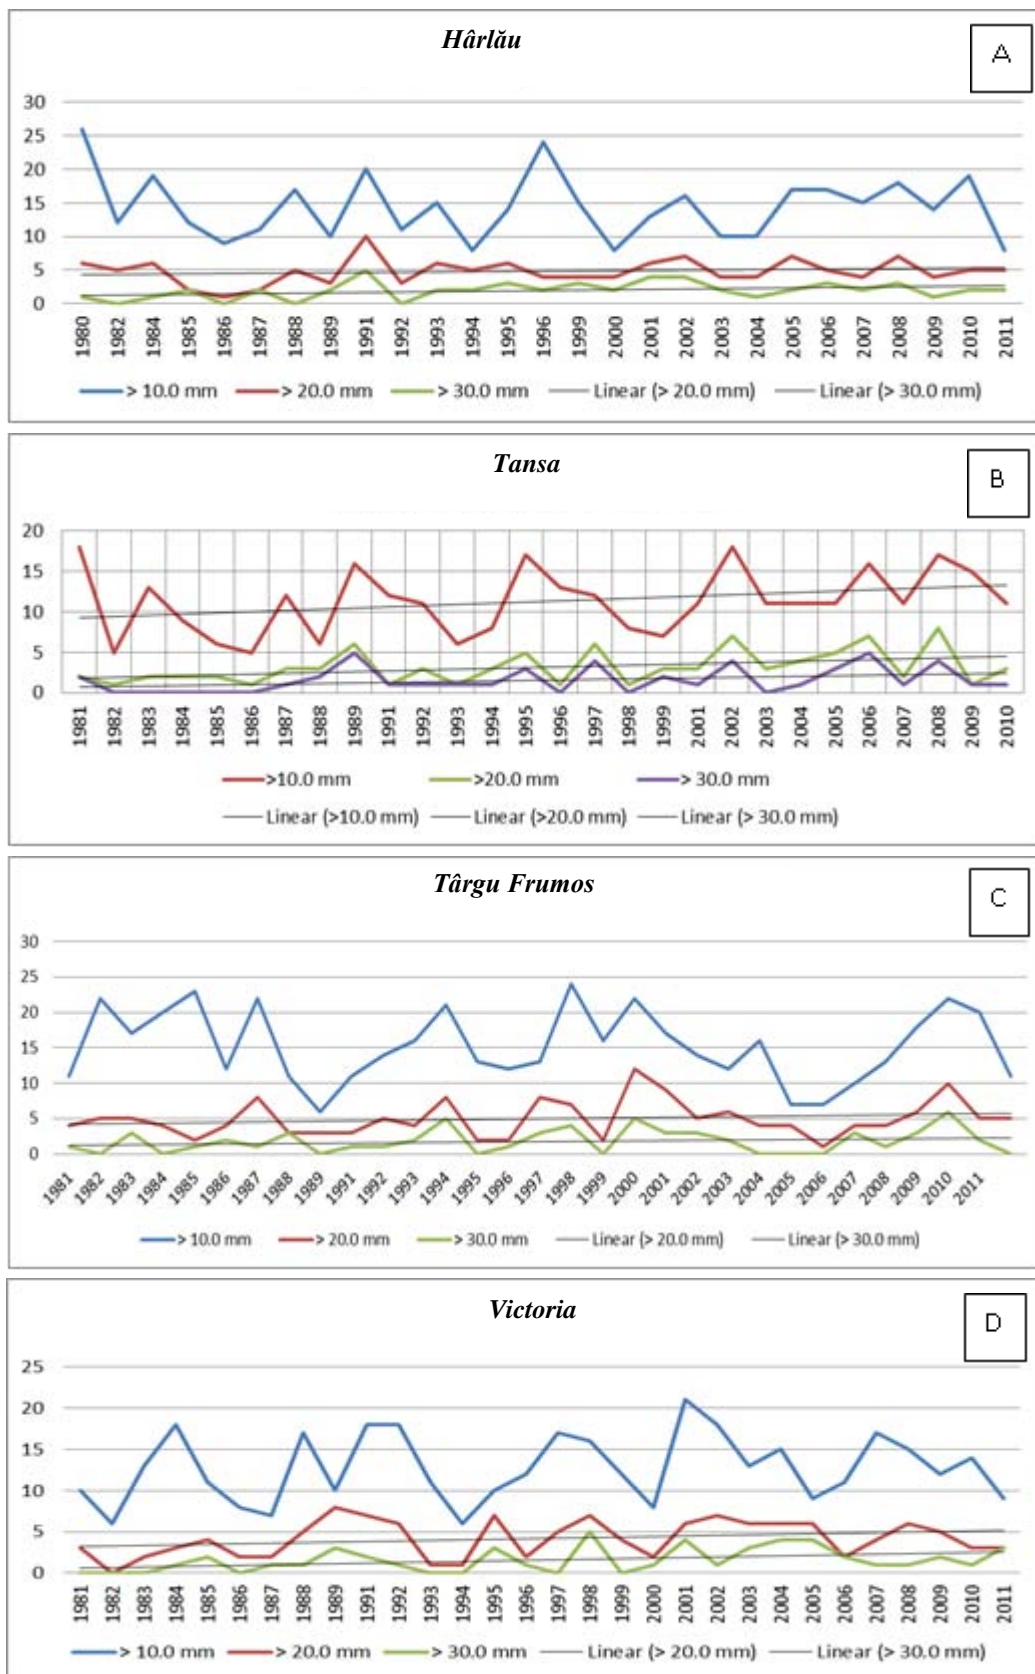 Hârlău
A
30
25
20
15
10
5
0
1980 1982 1984 1985 1986 1987 1988 1989 1991 1992 1993 1994 1995 1996 1999 2000 2001 2002 2003 2004 2005 2006 2007 2008 2009 2010 2011
> 10.0 mm > 20.0 mm > 30.0 mm Linear (> 20.0 mm) Linear (> 30.0 mm)
Tansa
B
20
15
10
5
0
1981 1982 1983 1984 1985 1986 1987 1988 1989 1991 1992 1993 1994 1995 1996 1997 1998 1999 2001 2002 2003 2004 2005 2006 2007 2008 2009 2010
>10.0 mm >20.0 mm > 30.0 mm
Linear (>10.0 mm) Linear (>20.0 mm) Linear (> 30.0 mm)
Târgu Frumos
C
30
25
20
15
10
5
0
1981 1982 1983 1984 1985 1986 1987 1988 1989 1991 1992 1993 1994 1995 1996 1997 1998 1999 2000 2001 2002 2003 2004 2005 2006 2007 2008 2009 2010 2011
> 10.0 mm > 20.0 mm > 30.0 mm Linear (> 20.0 mm) Linear (> 30.0 mm)
Victoria
D
25
20
15
10
5
0
1981 1982 1983 1984 1985 1986 1987 1988 1989 1991 1992 1993 1994 1995 1996 1997 1998 1999 2000 2001 2002 2003 2004 2005 2006 2007 2008 2009 2010 2011
> 10.0 mm > 20.0 mm > 30.0 mm Linear (> 20.0 mm) Linear (> 30.0 mm)